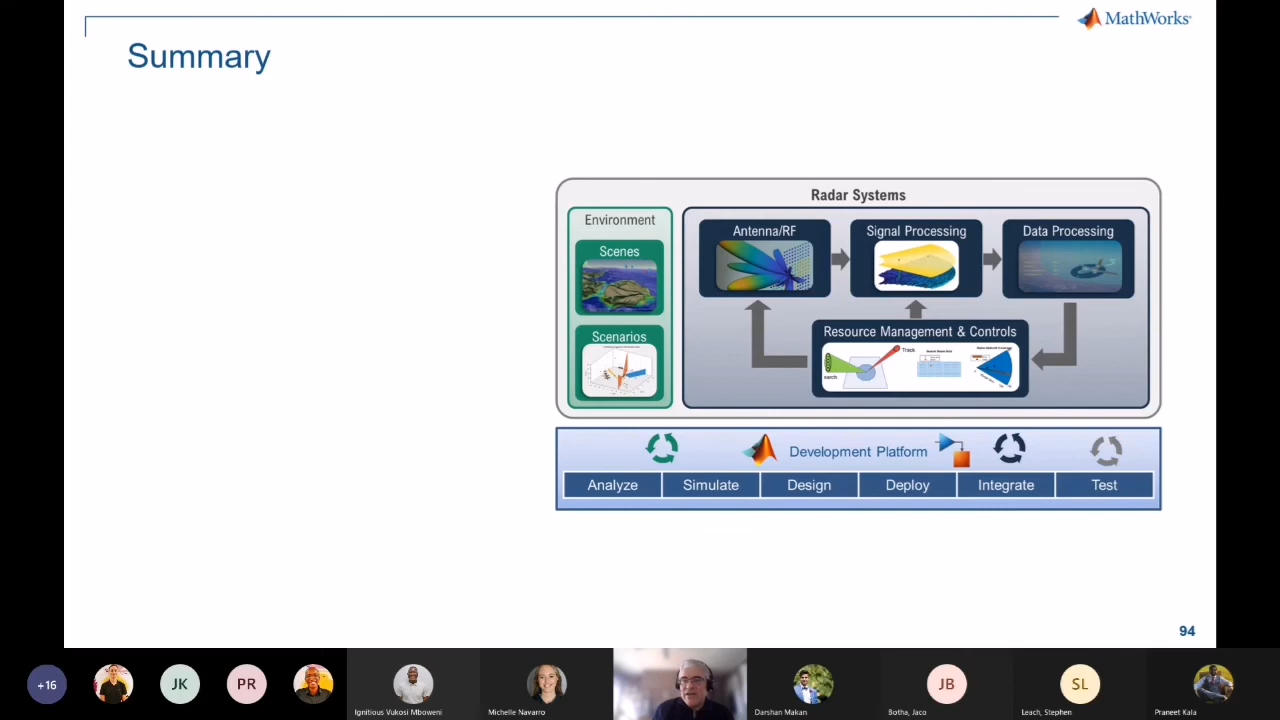 MathWorks
Summary
Radar Systems
Environment
Scenes
Scenarios
Antenna/RF
Signal Processing
Data Processing
Resource Management & Controls
Track
Development Platform
Analyze
Simulate
Design
Deploy
Integrate
Test
94
+16
JK
PR
Ignitious Vukosi Mboweni
Michelle Navarro
Darshan Makan
JB
Botha, Jaco
SL
Leach, Stephen
Praneet Kala